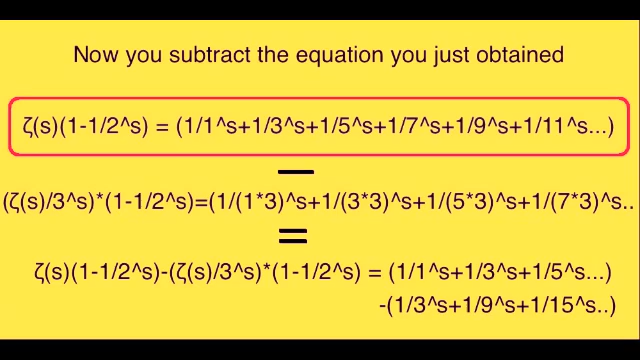 Now you subtract the equation you just obtained
ζ(s)(1-1/2^s) = (1/1^s+1/3^s+1/5^s+1/7^s+1/9^s+1/11^s...)
—
(ζ(s)/3^s)*(1-1/2^s)=(1/(1*3)^s+1/(3*3)^s+1/(5*3)^s+1/(7*3)^s..
=
ζ(s)(1-1/2^s)-(ζ(s)/3^s)*(1-1/2^s) = (1/1^s+1/3^s+1/5^s...)
-(1/3^s+1/9^s+1/15^s..)